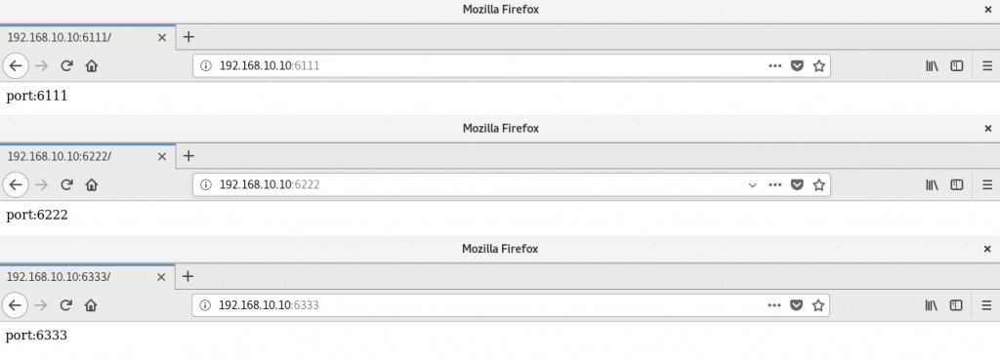 Mozilla Firefox
192.168.10.10:6111/
192.168.10.10:6111
port:6111
Mozilla Firefox
192.168.10.10:6222/
192.168.10.10:6222
port:6222
Mozilla Firefox
192.168.10.10:6333/
192.168.10.10:6333
port:6333